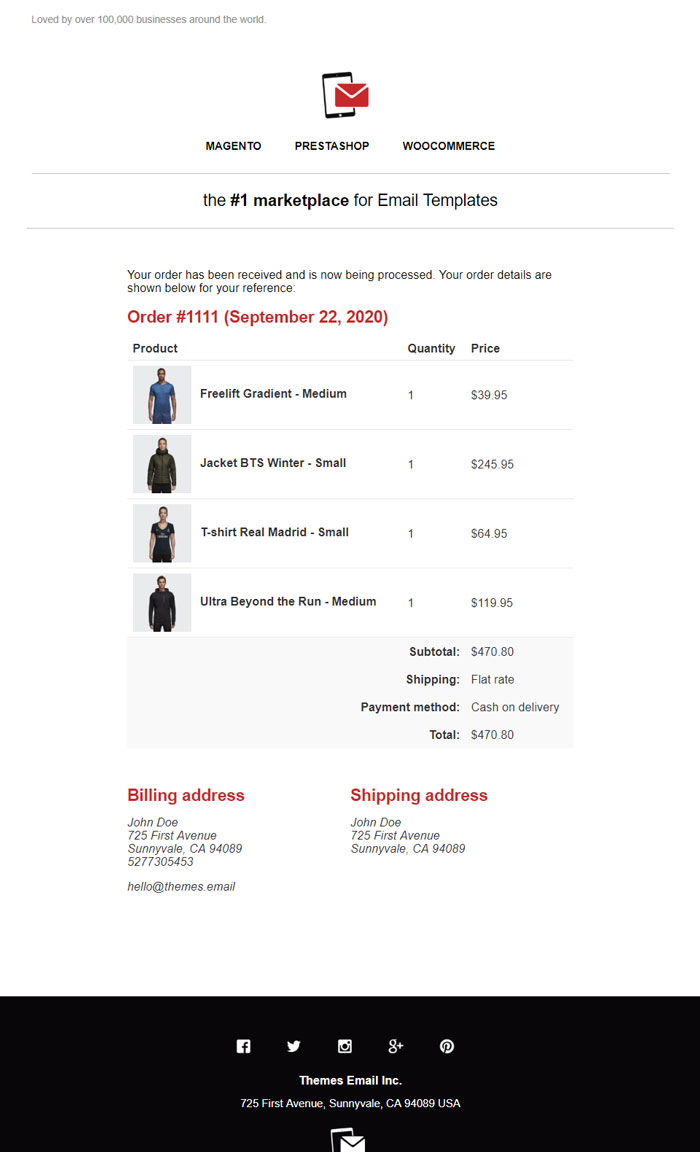 Loved by over 100,000 businesses around the world.
MAGENTO PRESTASHOP WOOCOMMERCE
the #1 marketplace for Email Templates
Your order has been received and is now being processed. Your order details are
shown below for your reference:
Order #1111 (September 22, 2020)
Product Quantity Price
Freelift Gradient - Medium 1 $39.95
Jacket BTS Winter - Small 1 $245.95
T-shirt Real Madrid - Small 1 $64.95
Ultra Beyond the Run - Medium 1 $119.95
Subtotal: $470.80
Shipping: Flat rate
Payment method: Cash on delivery
Total: $470.80
Billing address
John Doe
725 First Avenue
Sunnyvale, CA 94089
5277305453
hello@themes.email
Shipping address
John Doe
725 First Avenue
Sunnyvale, CA 94089
Themes Email Inc.
725 First Avenue, Sunnyvale, CA 94089 USA